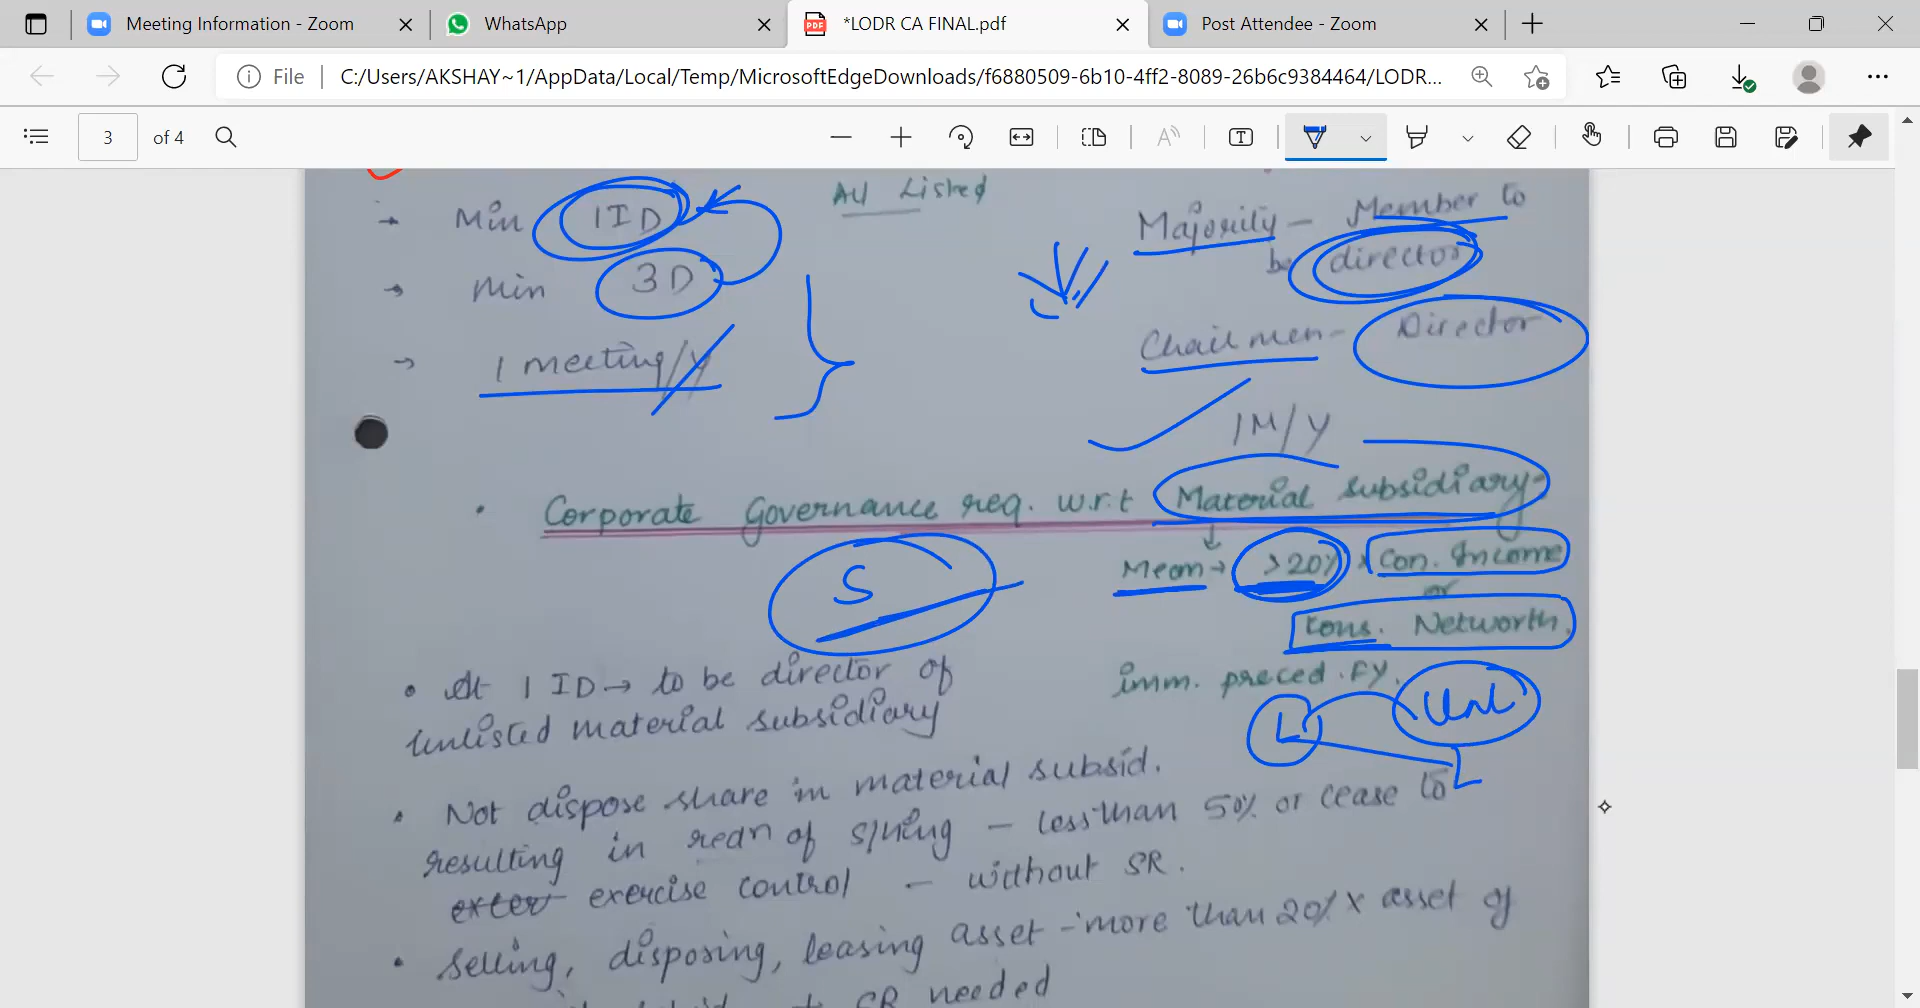 Meeting Information - Zoom
WhatsApp
*LODR CA FINAL.pdf
Post Attendee - Zoom
File
C:/Users/AKSHAY~1/AppData/Local/Temp/MicrosoftEdgeDownloads/f6880509-6b10-4ff2-8089-26b6c9384464/LODR...
3
of 4
All Listed
→ Min 1 I D
→ Min 3 D
→ 1 meeting/Y
Majority - Member to
be director
Chairmen - Director
1M/Y
• Corporate Governance req. w.r.t Material subsidiary
S
Mean → >20% x Con. Income
or
Cons. Networth
imm. preced. FY.
L
Unl
L
• At 1 ID → to be director of
unlisted material subsidiary
• Not dispose share in material subsid.
resulting in redn of s/hing - less than 50% or cease to
exter exercise control - without SR.
• Selling, disposing, leasing asset - more than 20% x asset of
SR needed